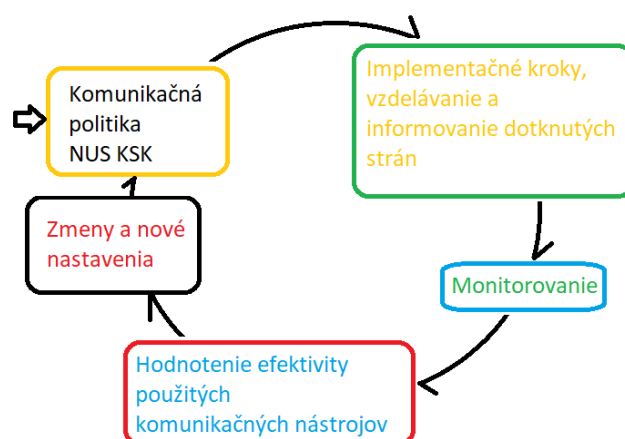 Komunikačná
politika
NUS KSK
Implementačné kroky,
vzdelávanie a
informovanie dotknutých
strán
Monitorovanie
Hodnotenie efektivity
použitých
komunikačných nástrojov
Zmeny a nové
nastavenia